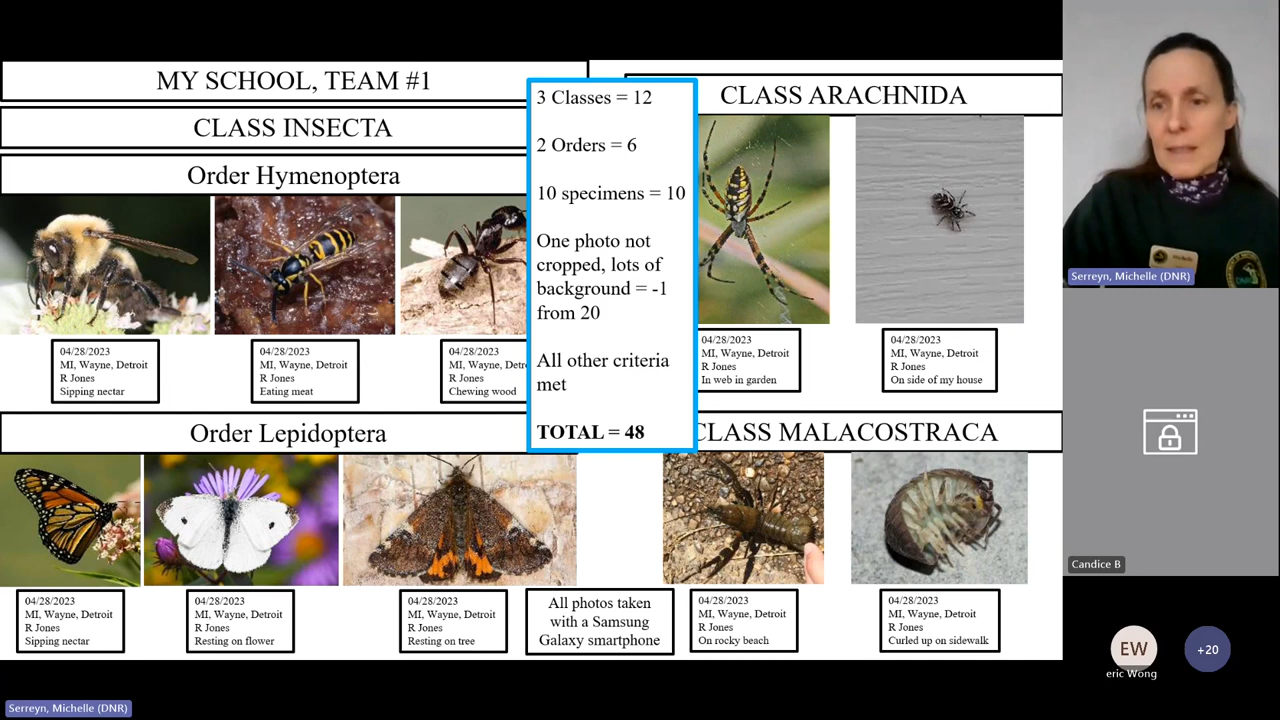 MY SCHOOL, TEAM #1
CLASS INSECTA
Order Hymenoptera
04/28/2023
MI, Wayne, Detroit
R Jones
Sipping nectar
04/28/2023
MI, Wayne, Detroit
R Jones
Eating meat
04/28/2023
MI, Wayne, Detro
R Jones
Chewing wood
Order Lepidoptera
04/28/2023
MI, Wayne, Detroit
R Jones
Sipping nectar
04/28/2023
MI, Wayne, Detroit
R Jones
Resting on flower
04/28/2023
MI, Wayne, Detroit
R Jones
Resting on tree
All photos taken
with a Samsung
Galaxy smartphone
3 Classes = 12
2 Orders = 6
10 specimens = 10
One photo not
cropped, lots of
background = -1
from 20
All other criteria
met
TOTAL = 48
CLASS ARACHNIDA
04/28/2023
MI, Wayne, Detroit
R Jones
In web in garden
04/28/2023
MI, Wayne, Detroit
R Jones
On side of my house
CLASS MALACOSTRACA
04/28/2023
MI, Wayne, Detroit
R Jones
On rocky beach
04/28/2023
MI, Wayne, Detroit
R Jones
Curled up on sidewalk
Serreyn, Michelle (DNR)
Candice B
EW
eric Wong
+20
Serreyn, Michelle (DNR)